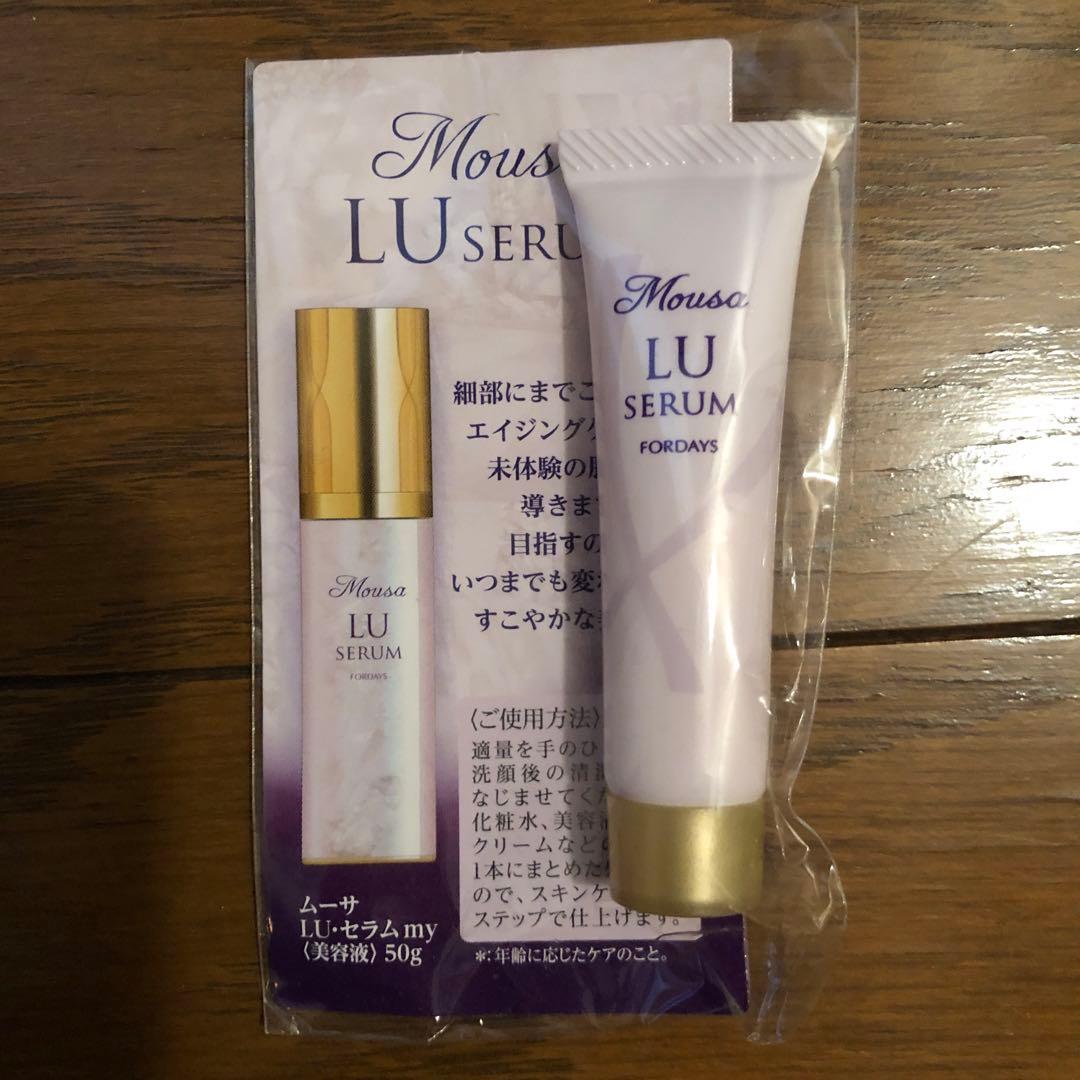 Mous
LU SERU
細部にまでこ
エイジング
未体験の
導きま
目指すの
いつまでも変
すこやかな
Mousa
LU
SERUM
FORDAYS
〈ご使用方法〉
適量を手のひ
洗顔後の清
なじませてく
化粧水、美容
クリームなどの
1本にまとめた
ので、スキンケ
ステップで仕上げます。
*:年齢に応じたケアのこと。
ムーサ
LU・セラム my
〈美容液〉 50g
Mousa
LU
SERUM
FORDAYS